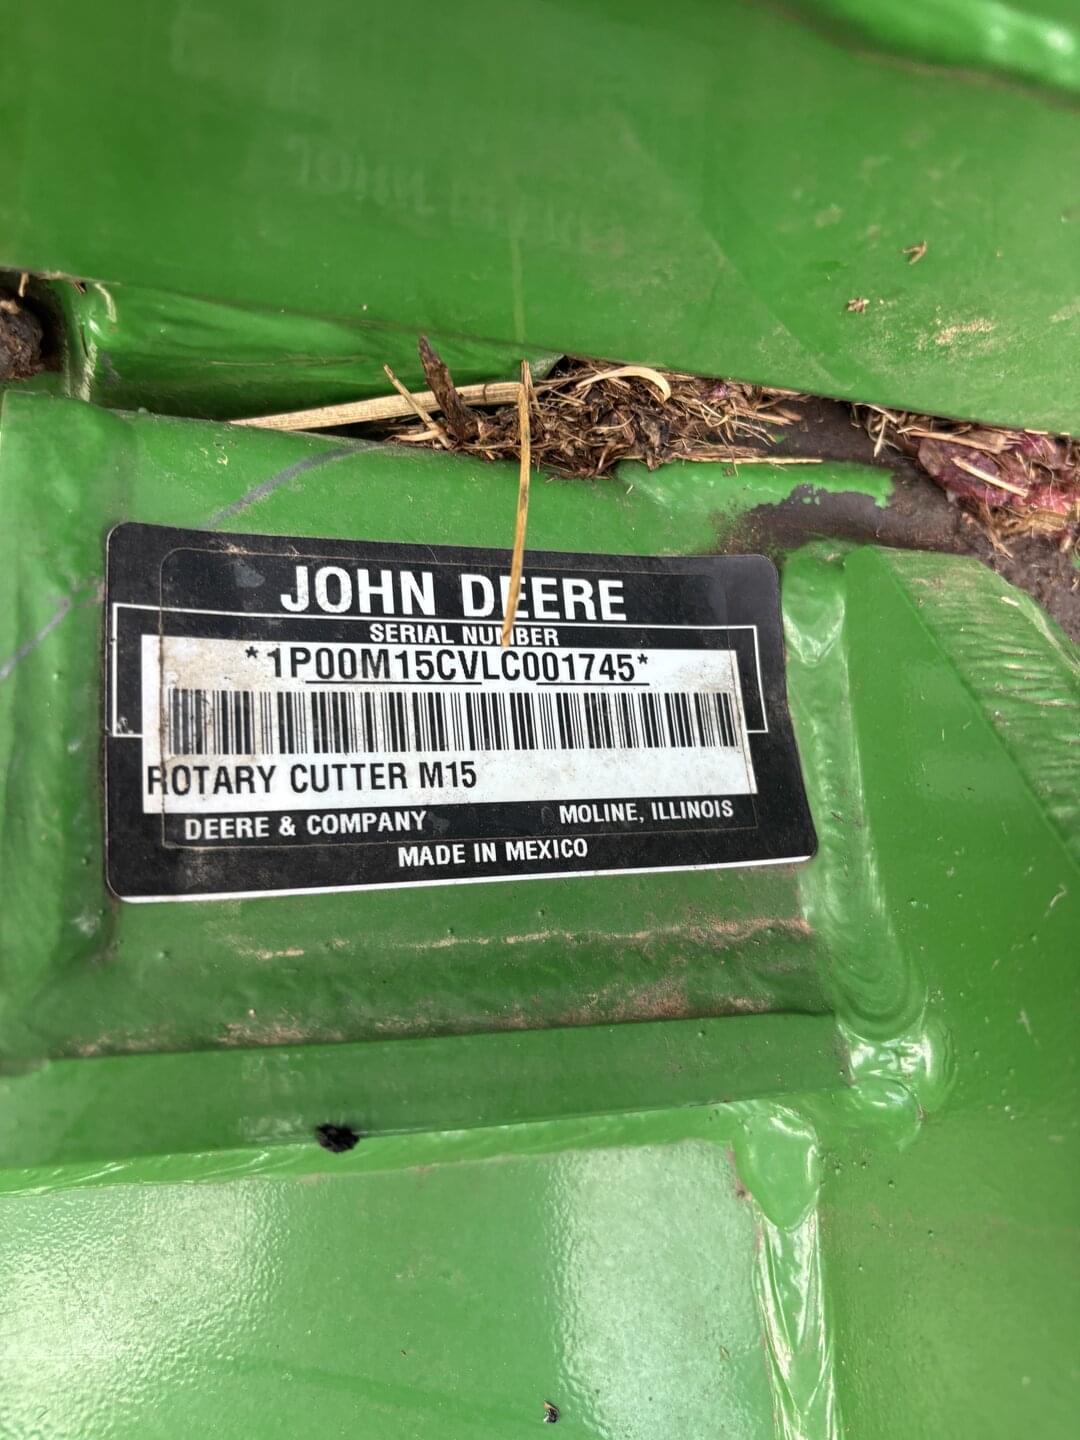 JOHN DEERE
SERIAL NUMBER
*1P00M15CVLC001745*
ROTARY CUTTER M15
DEERE & COMPANY MOLINE, ILLINOIS
MADE IN MEXICO